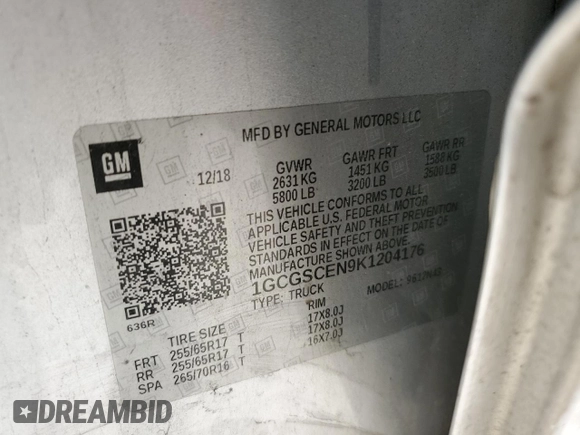 MFD BY GENERAL MOTORS LLC
GM
12/18
GVWR GAWR FRT GAWR RR
2631 KG 1451 KG 1588 KG
5800 LB 3200 LB 3500 LB
THIS VEHICLE CONFORMS TO ALL
APPLICABLE U.S. FEDERAL MOTOR
VEHICLE SAFETY AND THEFT PREVENTION
STANDARDS IN EFFECT ON THE DATE OF
MANUFACTURE SHOWN ABOVE.
1GCGSCEN9K1204176
TYPE: TRUCK MODEL:
636R
TIRE SIZE RIM
FRT 255/65R17 T 17X8.0J
RR 255/65R17 T 17X8.0J
SPA 265/70R16 T 16X7.0J
DREAMBID